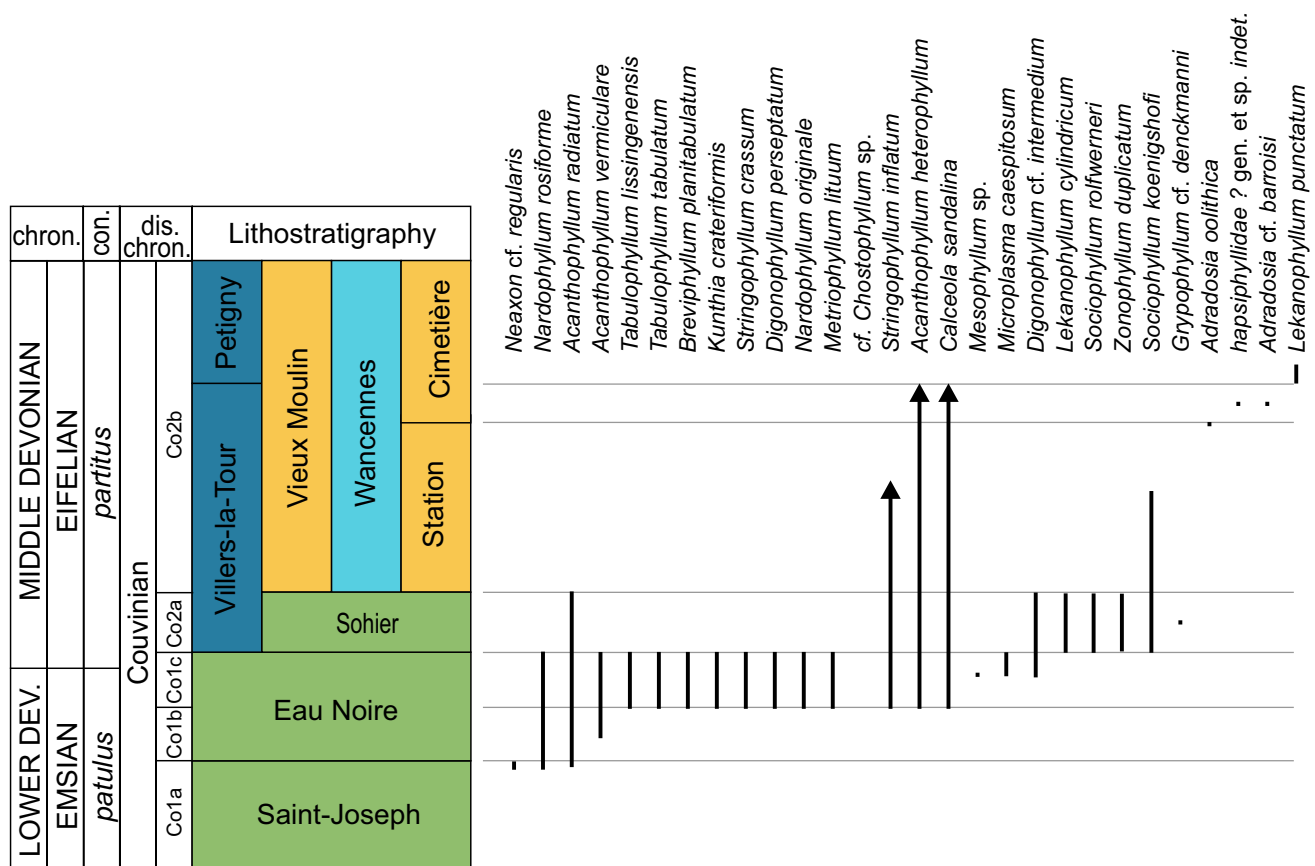 Neaxon cf. regularis
Nardophyllum rosiforme
Acanthophyllum radiatum
Acanthophyllum vermiculare
Tabulophyllum lissingenensis
Tabulophyllum tabulatum
Breviphyllum planitabulatum
Kunthia crateriformis
Stringophyllum crassum
Digonophyllum perseptatum
Nardophyllum originale
Metriophyllum lituum
cf. Chostophyllum sp.
Stringophyllum inflatum
Acanthophyllum heterophyllum
Calceola sandalina
Mesophyllum sp.
Microplasma caespitosum
Digonophyllum cf. intermedium
Lekanophyllum cylindricum
Sociophyllum rolfwerneri
Zonophyllum duplicatum
Sociophyllum koenigshofi
Grypophyllum cf. denckmanni
Adradosia oolithica
hapsiphyllidae ? gen. et sp. indet.
Adradosia cf. barroisi
Lekanophyllum punctatum
chron.
con.
dis.
chron.
Lithostratigraphy
MIDDLE DEVONIAN
EIFELIAN
partitus
LOWER DEV.
EMSIAN
patulus
Couvinian
Co2b
Co2a
Co1c
Co1b
Co1a
Petigny
Villers-la-Tour
Vieux Moulin
Wancennes
Cimetière
Station
Sohier
Eau Noire
Saint-Joseph